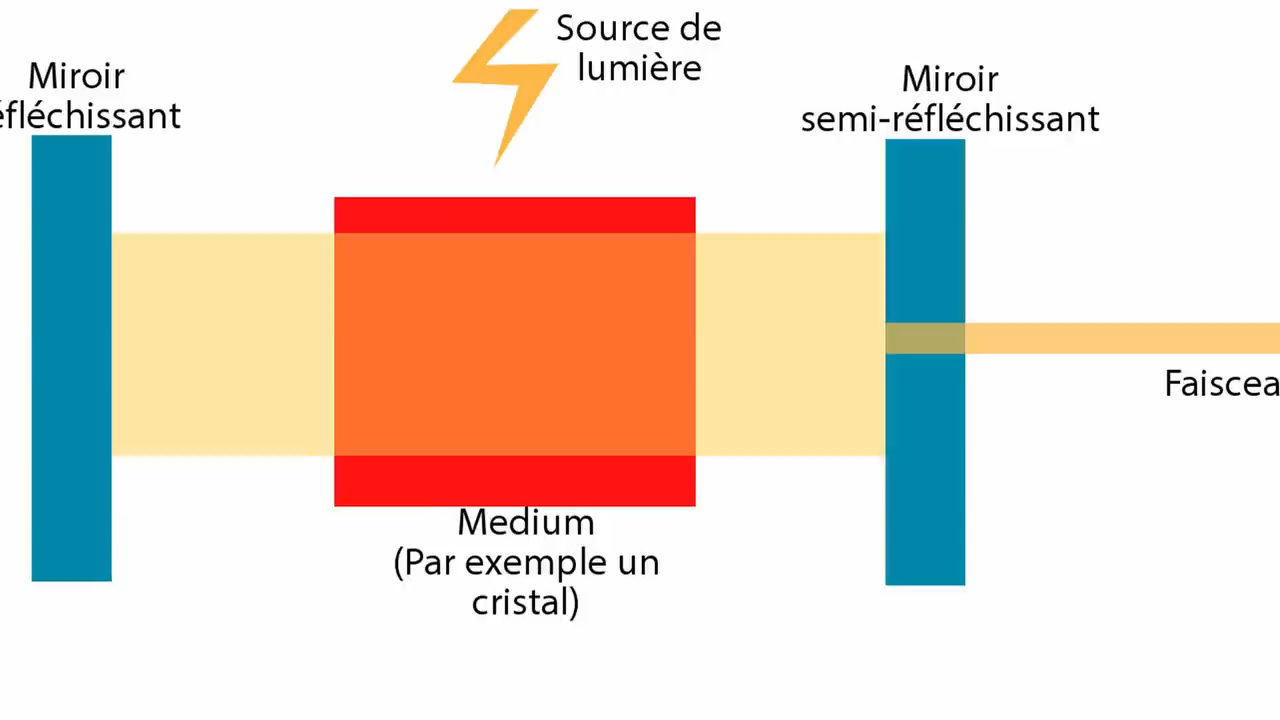 Source de
lumière
Miroir
éfléchissant
Miroir
semi-réfléchissant
Faiscea
Medium
(Par exemple un
cristal)